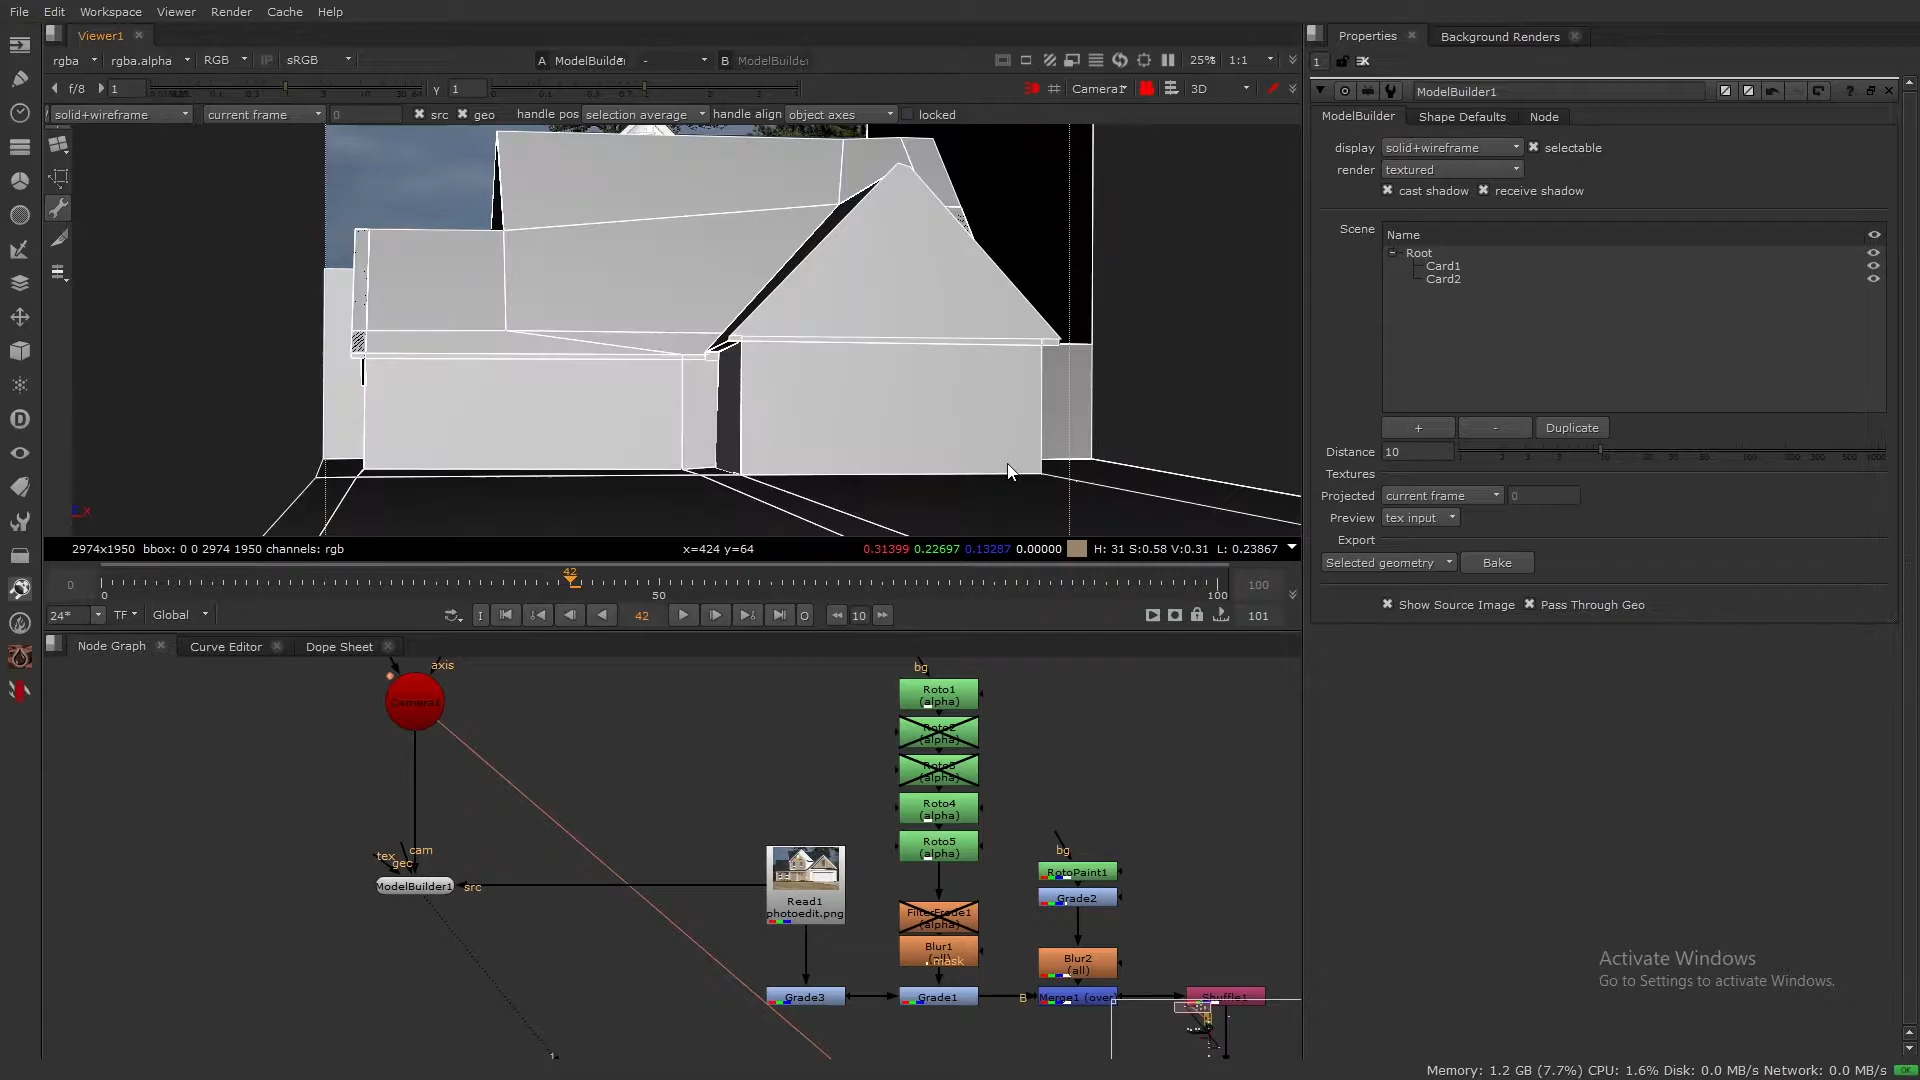 File Edit Workspace Viewer Render Cache Help
Viewer1
Properties
Background Renders
rgba rgba.alpha RGB IP sRGB A ModelBuilder - B ModelBuilder 25% 1:1
1
f/8 1 γ 1 Camera1 3D
ModelBuilder1
solid+wireframe current frame 0 src geo handle pos selection average handle align object axes locked
ModelBuilder Shape Defaults Node
display solid+wireframe selectable
render textured
cast shadow receive shadow
Scene Name
Root
Card1
Card2
+ - Duplicate
Distance 10
Textures
Projected current frame 0
Preview tex input
Export
Selected geometry Bake
Show Source Image Pass Through Geo
x
2974x1950 bbox: 0 0 2974 1950 channels: rgb x=424 y=64 0.31399 0.22697 0.13287 0.00000 H: 31 S:0.58 V:0.31 L: 0.23867
42
0 0 50 100 100
24* TF Global I 42 O 10 101
Node Graph Curve Editor Dope Sheet
axis
Camera1
bg
Roto1
(alpha)
Roto2
(alpha)
Roto3
(alpha)
Roto4
(alpha)
Roto5
(alpha)
tex cam
geo
ModelBuilder1 src
Read1
photoedit.png
bg
RotoPaint1
Grade2
FilterErode1
(alpha)
Blur1
(all)
mask
Blur2
(all)
Grade3 Grade1 B Merge1 (over) Shuffle1
1
Activate Windows
Go to Settings to activate Windows.
Memory: 1.2 GB (7.7%) CPU: 1.6% Disk: 0.0 MB/s Network: 0.0 MB/s